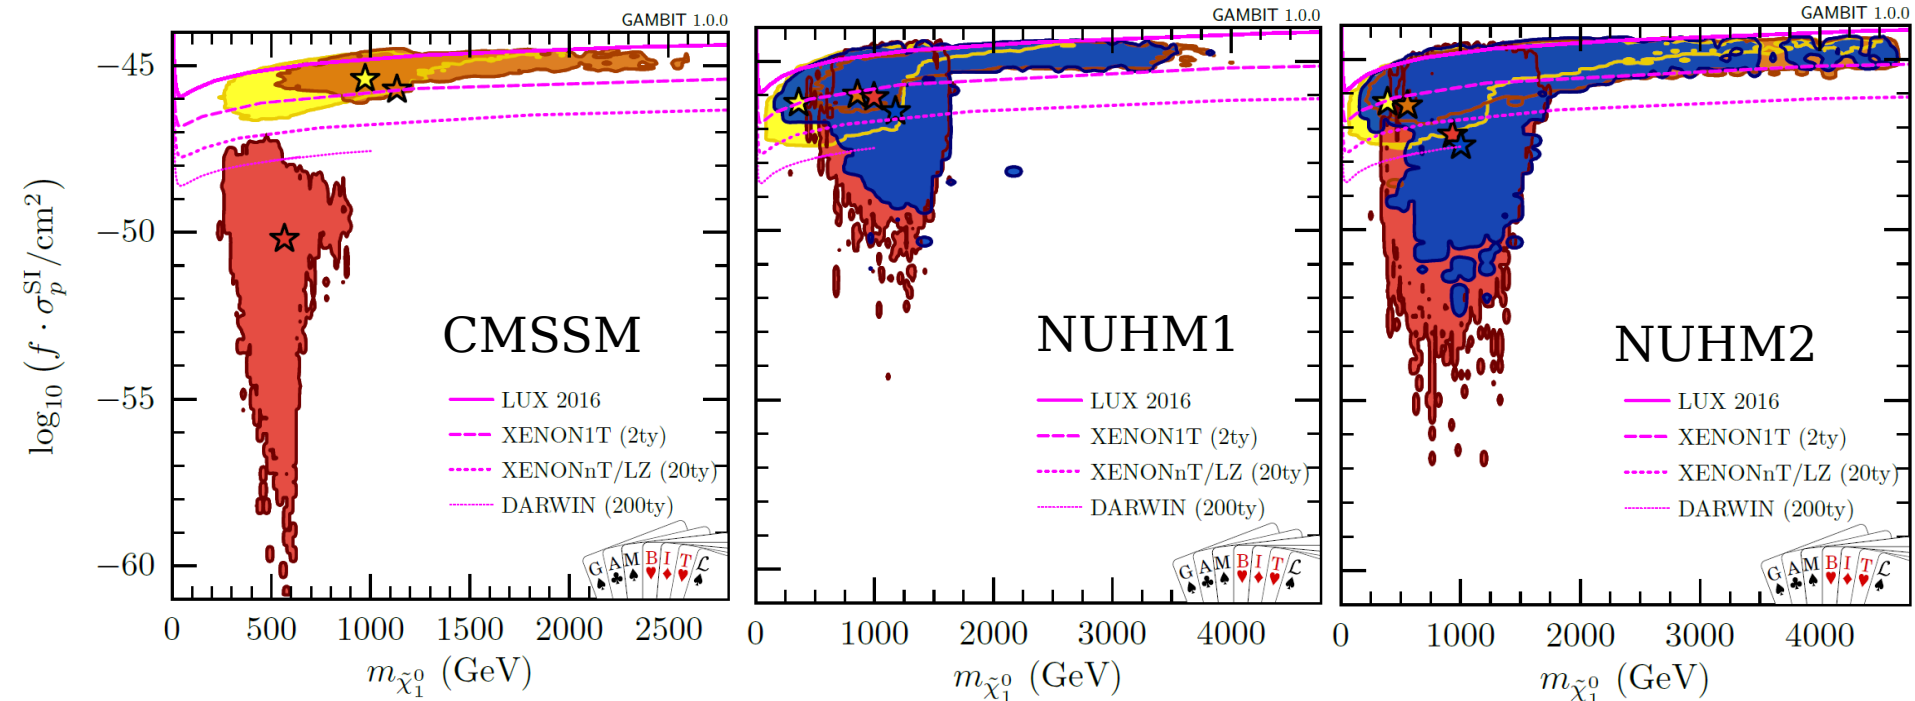 GAMBIT 1.0.0
GAMBIT 1.0.0
GAMBIT 1.0.0
log₁₀ (f · σₚˢᴵ/cm²)
−45
−50
−55
−60
CMSSM
LUX 2016
XENON1T (2ty)
XENONnT/LZ (20ty)
DARWIN (200ty)
G A M B I T L
0 500 1000 1500 2000 2500
m_χ̃₁⁰ (GeV)
NUHM1
LUX 2016
XENON1T (2ty)
XENONnT/LZ (20ty)
DARWIN (200ty)
G A M B I T L
0 1000 2000 3000 4000
m_χ̃₁⁰ (GeV)
NUHM2
LUX 2016
XENON1T (2ty)
XENONnT/LZ (20ty)
DARWIN (200ty)
G A M B I T L
0 1000 2000 3000 4000
m_χ̃₁⁰ (GeV)